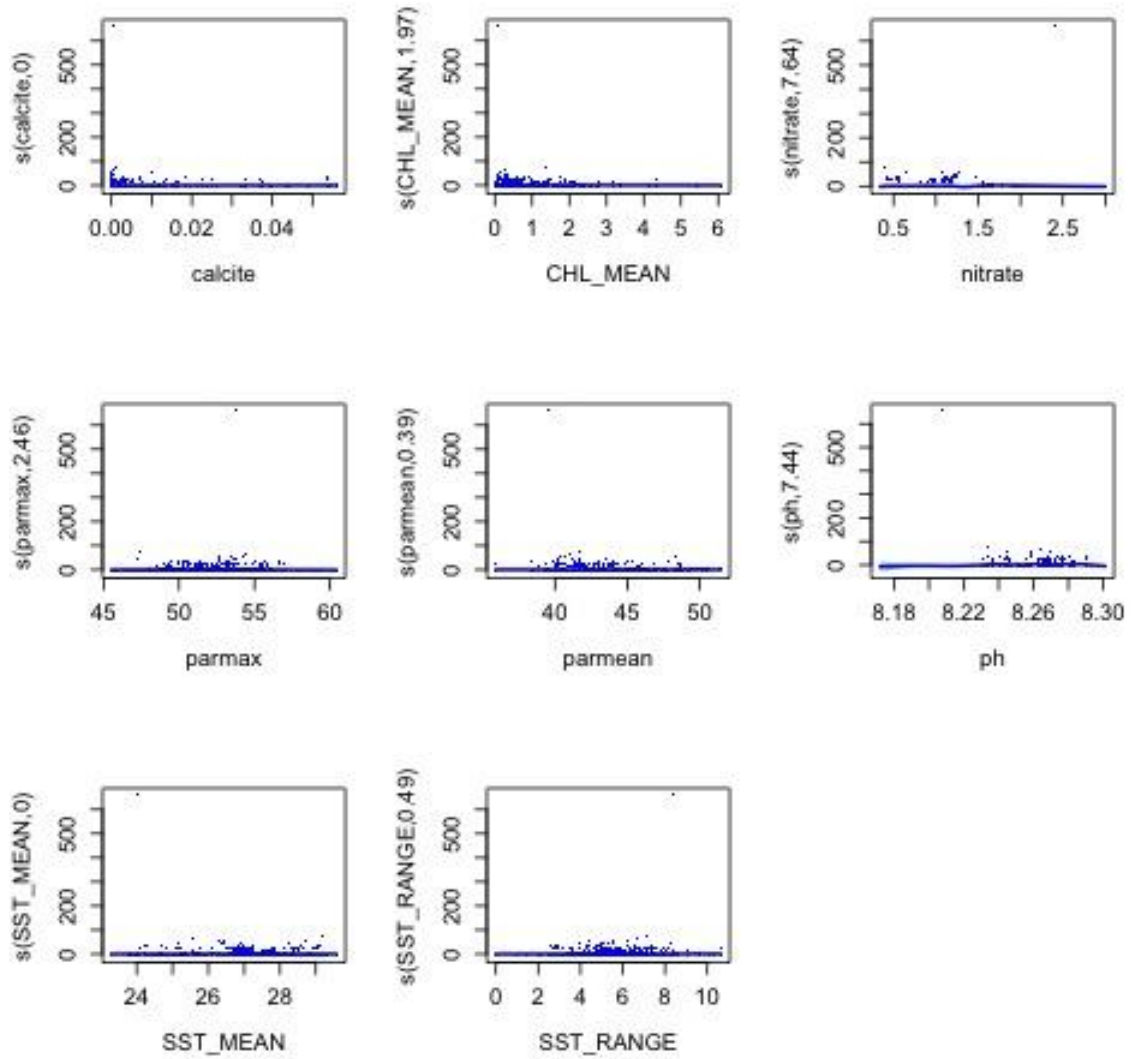 s(calcite,0)
500
200
0
0.00 0.02 0.04
calcite
s(CHL_MEAN,1.97)
500
200
0
0 1 2 3 4 5 6
CHL_MEAN
s(nitrate,7.64)
500
200
0
0.5 1.5 2.5
nitrate
s(parmax,2.46)
500
200
0
45 50 55 60
parmax
s(parmean,0.39)
500
200
0
40 45 50
parmean
s(ph,7.44)
500
200
0
8.18 8.22 8.26 8.30
ph
s(SST_MEAN,0)
500
200
0
24 26 28
SST_MEAN
s(SST_RANGE,0.49)
500
200
0
0 2 4 6 8 10
SST_RANGE